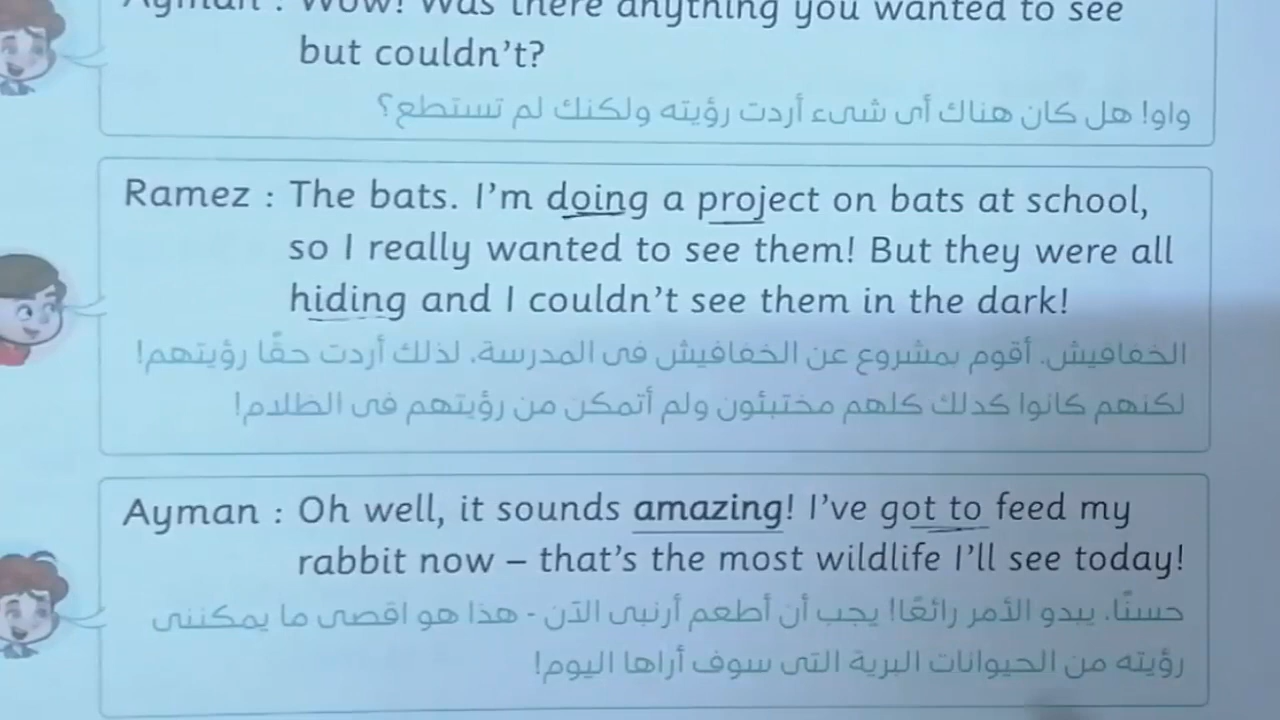 Ayman : Wow! Was there anything you wanted to see
but couldn't?
واو! هل كان هناك أى شىء أردت رؤيته ولكنك لم تستطع؟
Ramez : The bats. I'm doing a project on bats at school,
so I really wanted to see them! But they were all
hiding and I couldn't see them in the dark!
الخفافيش. أقوم بمشروع عن الخفافيش فى المدرسة، لذلك أردت حقًا رؤيتهم!
لكنهم كانوا كذلك كلهم مختبئون ولم أتمكن من رؤيتهم فى الظلام!
Ayman : Oh well, it sounds amazing! I've got to feed my
rabbit now – that's the most wildlife I'll see today!
حسنًا. يبدو الأمر رائعًا! يجب أن أطعم أرنبى الآن - هذا هو اقصى ما يمكننى
رؤيته من الحيوانات البرية التى سوف أراها اليوم!